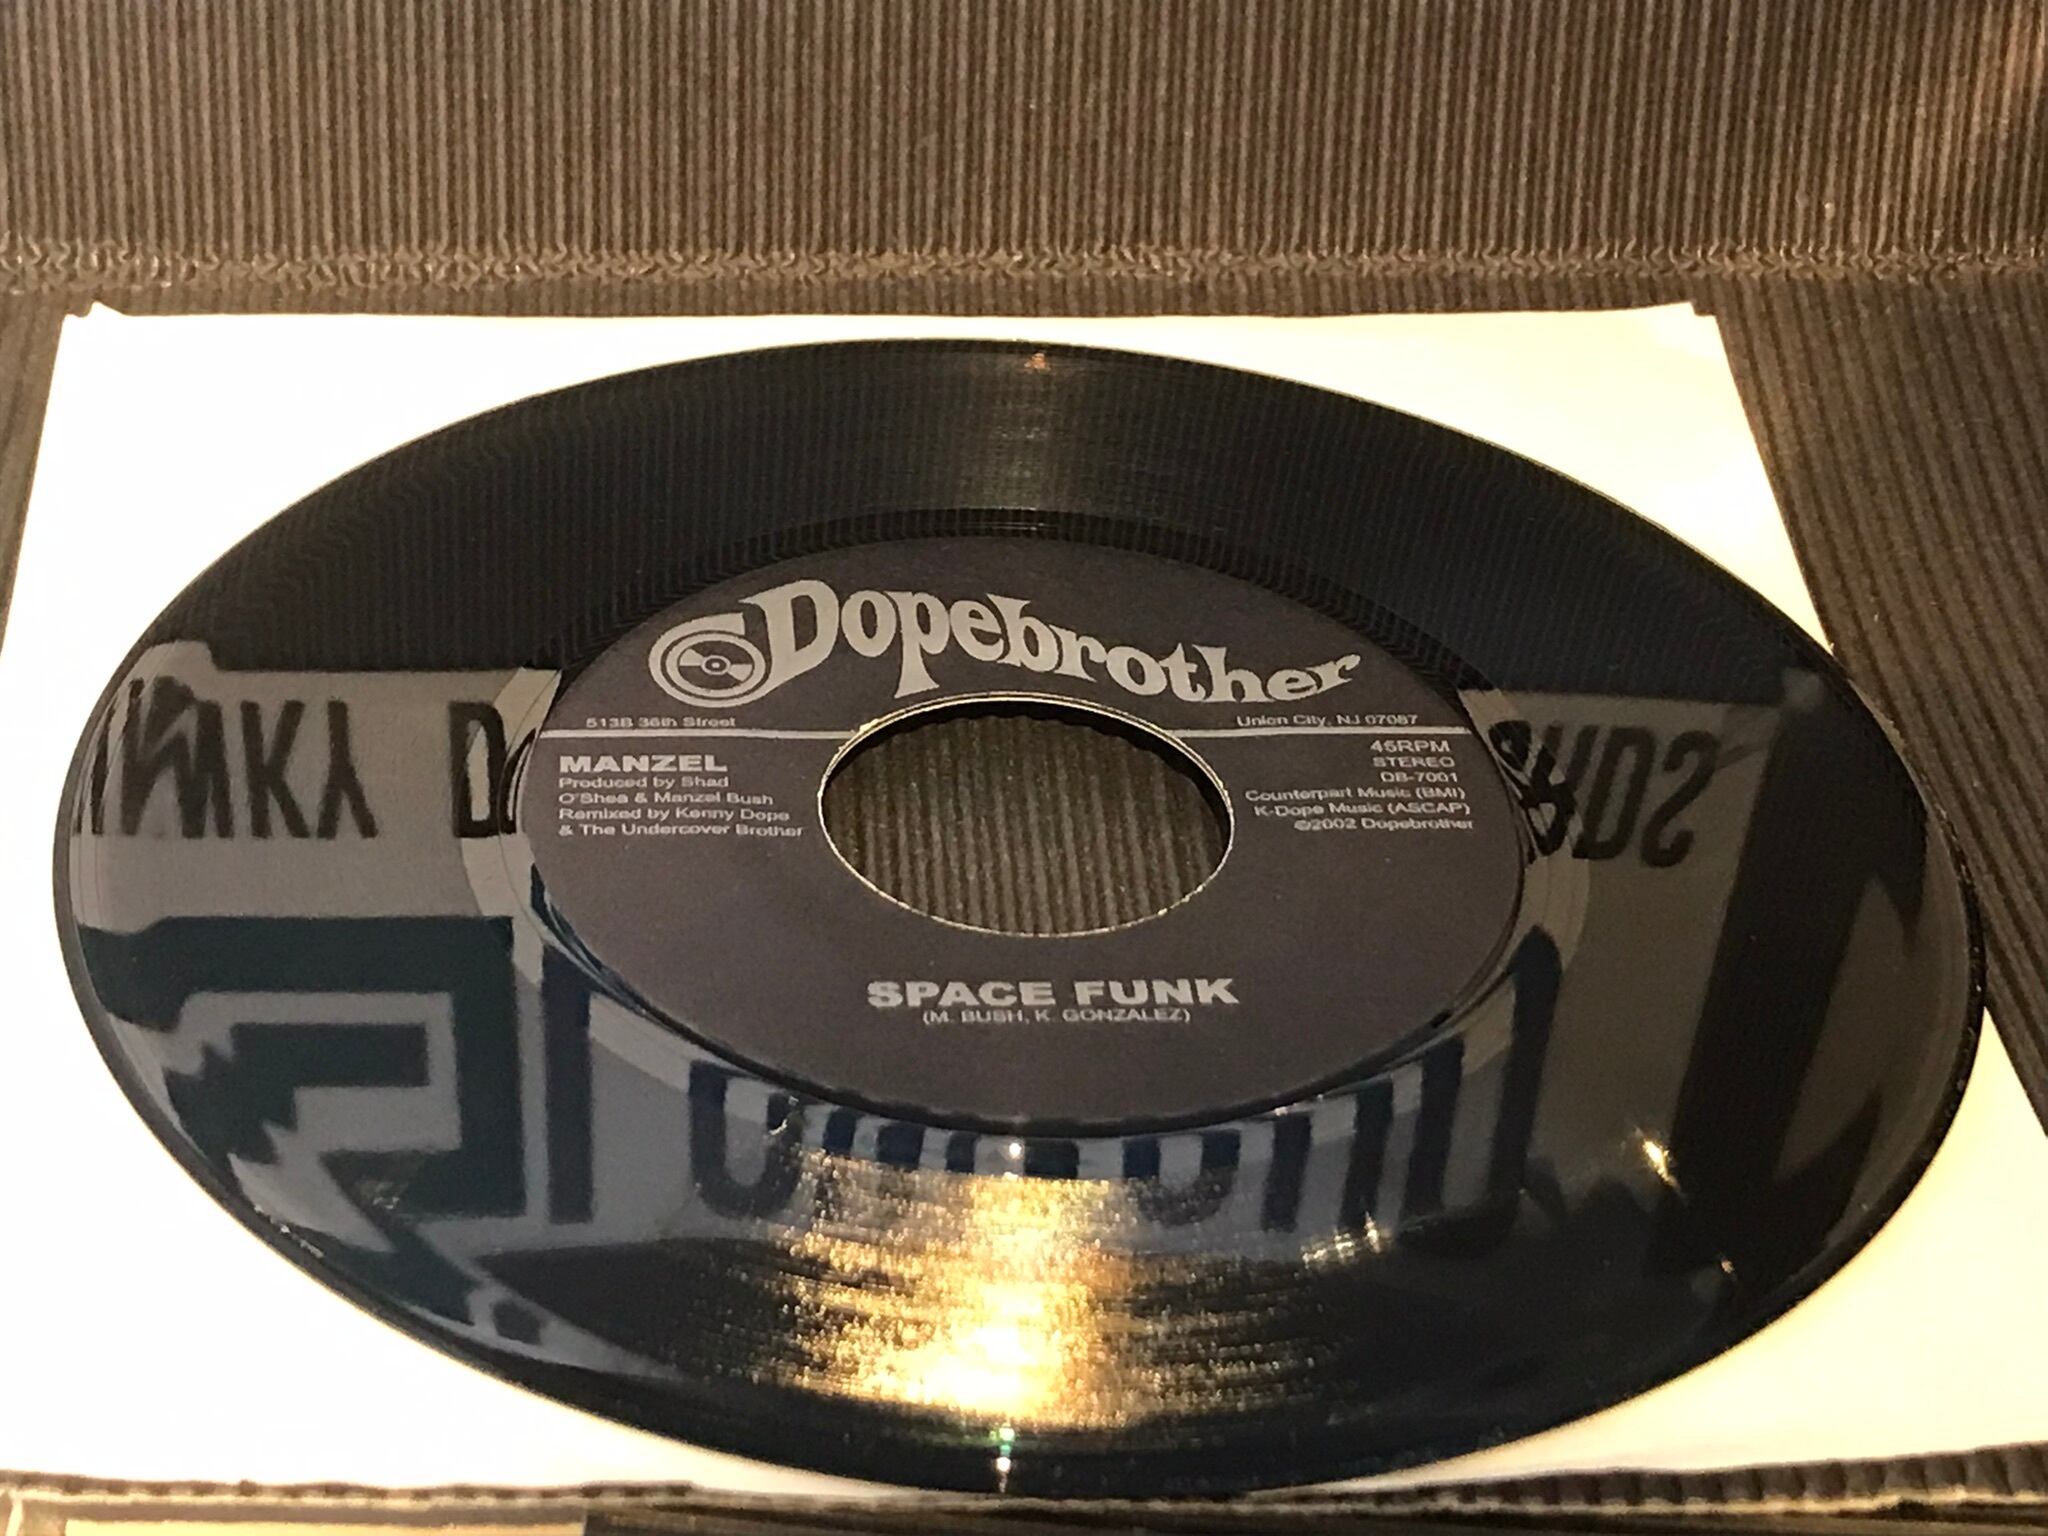 Dopebrother
513B 36th Street
Union City, NJ 07087
MANZEL
Produced by Shad
O'Shea & Manzel Bush
Remixed by Kenny Dope
& The Undercover Brother
45RPM
STEREO
DB-7001
Counterpart Music (BMI)
K-Dope Music (ASCAP)
©2002 Dopebrother
SPACE FUNK
(M. BUSH, K. GONZALEZ)